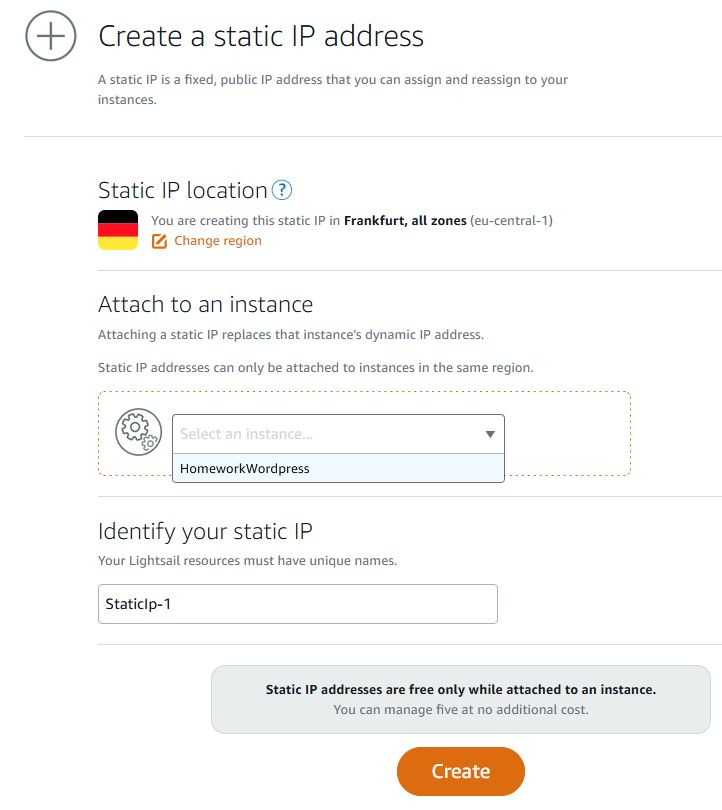 Create a static IP address
A static IP is a fixed, public IP address that you can assign and reassign to your
instances.
Static IP location ?
You are creating this static IP in Frankfurt, all zones (eu-central-1)
Change region
Attach to an instance
Attaching a static IP replaces that instance's dynamic IP address.
Static IP addresses can only be attached to instances in the same region.
Select an instance...
HomeworkWordpress
Identify your static IP
Your Lightsail resources must have unique names.
StaticIp-1
Static IP addresses are free only while attached to an instance.
You can manage five at no additional cost.
Create